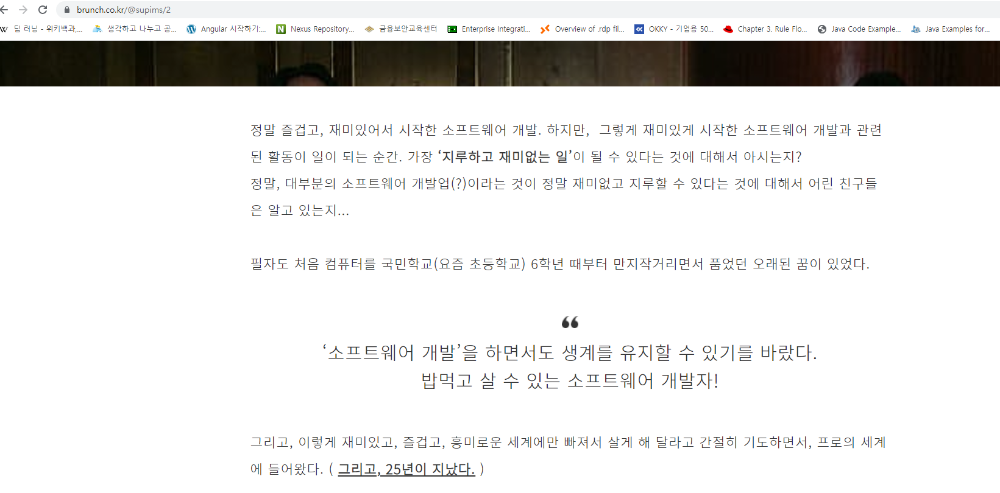 brunch.co.kr/@supims/2
W 딥 러닝 - 위키백과,... 생각하고 나누고 공... Angular 시작하기:... N Nexus Repository... 금융보안교육센터 Enterprise Integrati... Overview of .rdp fil... OKKY - 기업용 50... Chapter 3. Rule Flo... Java Code Example... Java Examples for...
정말 즐겁고, 재미있어서 시작한 소프트웨어 개발. 하지만, 그렇게 재미있게 시작한 소프트웨어 개발과 관련
된 활동이 일이 되는 순간. 가장 ‘지루하고 재미없는 일’이 될 수 있다는 것에 대해서 아시는지?
정말, 대부분의 소프트웨어 개발업(?)이라는 것이 정말 재미없고 지루할 수 있다는 것에 대해서 어린 친구들
은 알고 있는지...
필자도 처음 컴퓨터를 국민학교(요즘 초등학교) 6학년 때부터 만지작거리면서 품었던 오래된 꿈이 있었다.
“
‘소프트웨어 개발’을 하면서도 생계를 유지할 수 있기를 바랐다.
밥먹고 살 수 있는 소프트웨어 개발자!
그리고, 이렇게 재미있고, 즐겁고, 흥미로운 세계에만 빠져서 살게 해 달라고 간절히 기도하면서, 프로의 세계
에 들어왔다. ( 그리고, 25년이 지났다. )